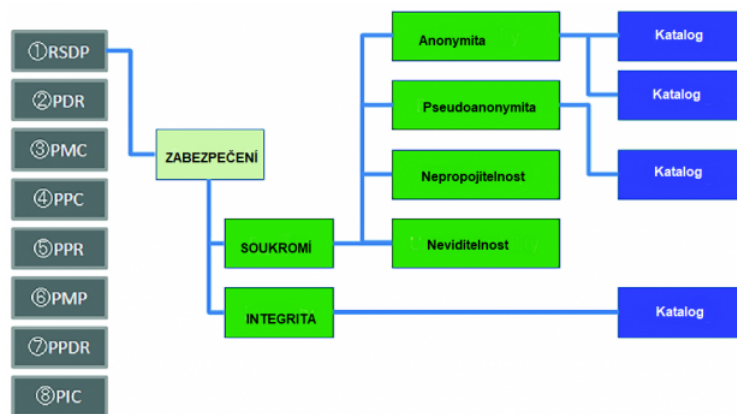 ①RSDP
②PDR
③PMC
④PPC
⑤PPR
⑥PMP
⑦PPDR
⑧PIC
ZABEZPEČENÍ
SOUKROMÍ
INTEGRITA
Anonymita
Pseudoanonymita
Nepropojitelnost
Neviditelnost
Katalog
Katalog
Katalog
Katalog